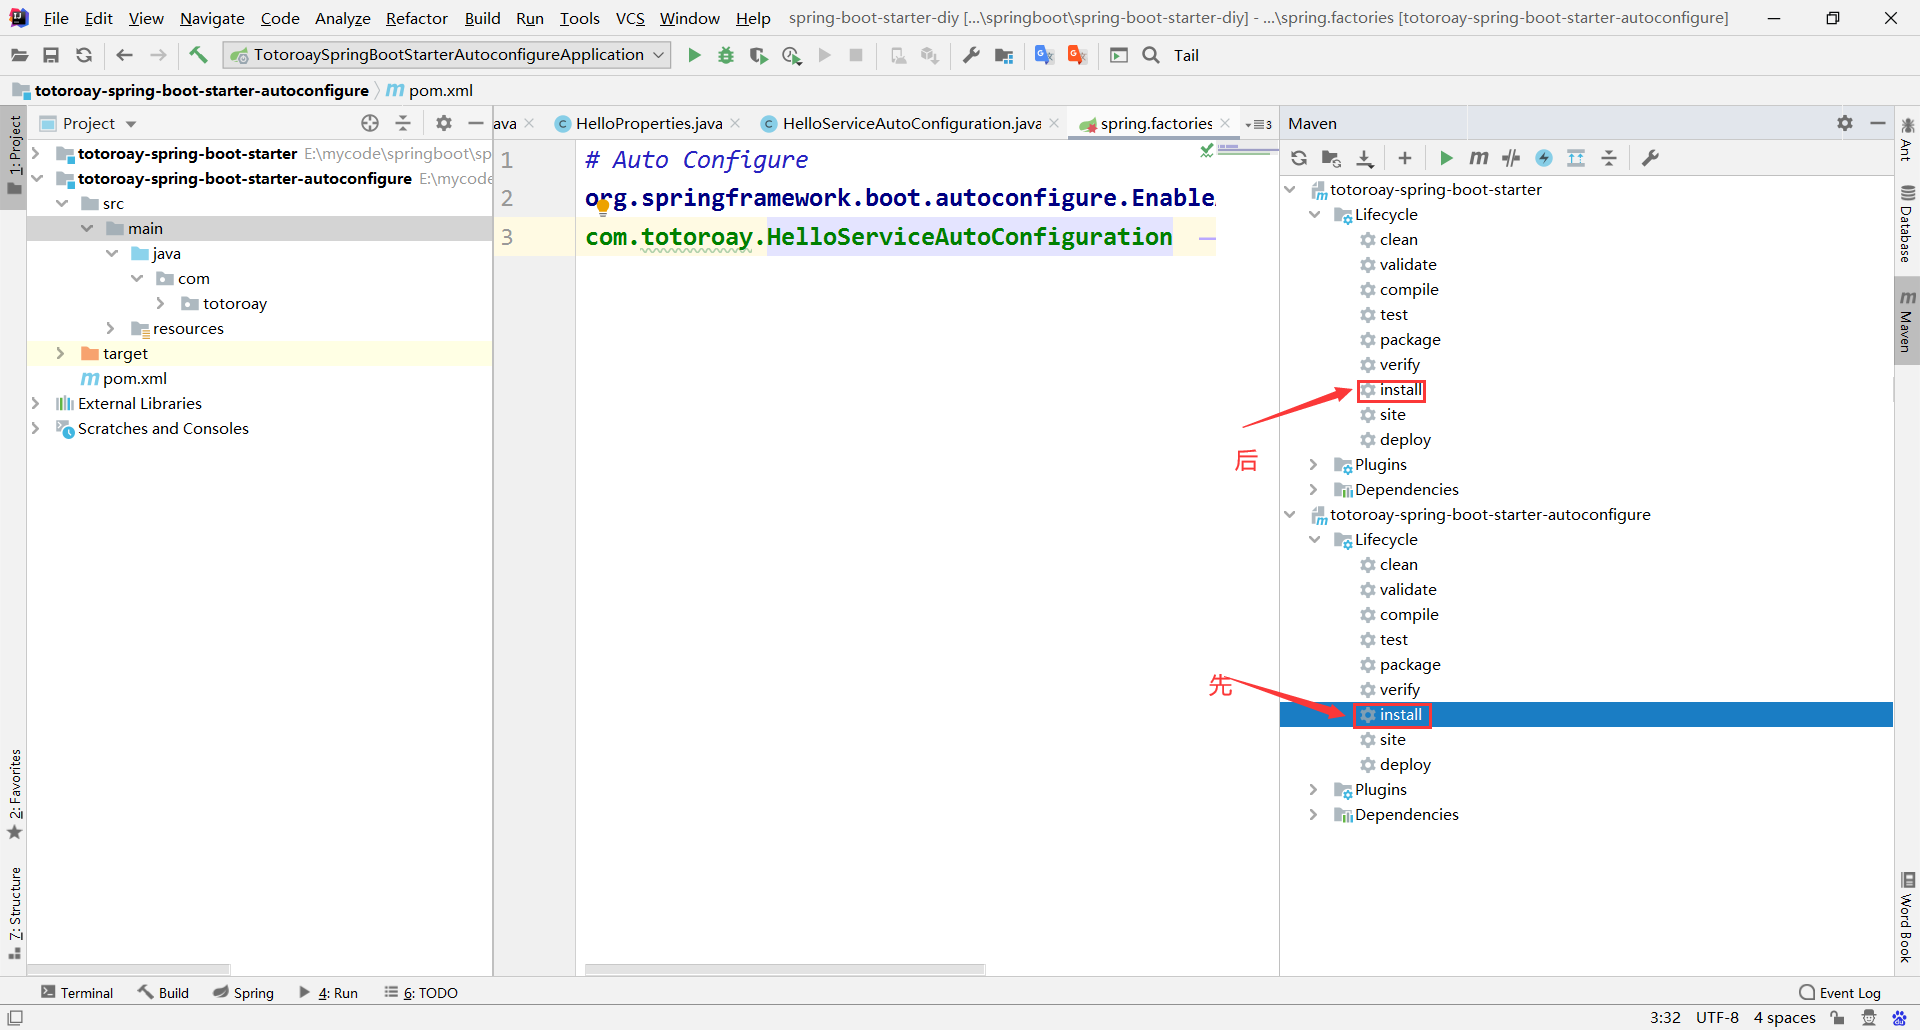 File Edit View Navigate Code Analyze Refactor Build Run Tools VCS Window Help spring-boot-starter-diy [...\springboot\spring-boot-starter-diy] - ...\spring.factories [totoroay-spring-boot-starter-autoconfigure]
TotoroaySpringBootStarterAutoconfigureApplication Tail
totoroay-spring-boot-starter-autoconfigure pom.xml
1: Project
2: Favorites
7: Structure
Project
totoroay-spring-boot-starter E:\mycode\springboot\sp
totoroay-spring-boot-starter-autoconfigure E:\mycode
src
main
java
com
totoroay
resources
target
pom.xml
External Libraries
Scratches and Consoles
ava HelloProperties.java HelloServiceAutoConfiguration.java spring.factories 3
1 # Auto Configure
2 org.springframework.boot.autoconfigure.Enable
3 com.totoroay.HelloServiceAutoConfiguration
后
先
Maven
totoroay-spring-boot-starter
Lifecycle
clean
validate
compile
test
package
verify
install
site
deploy
Plugins
Dependencies
totoroay-spring-boot-starter-autoconfigure
Lifecycle
clean
validate
compile
test
package
verify
install
site
deploy
Plugins
Dependencies
Ant
Database
Maven
Word Book
Terminal Build Spring 4: Run 6: TODO Event Log
3:32 UTF-8 4 spaces